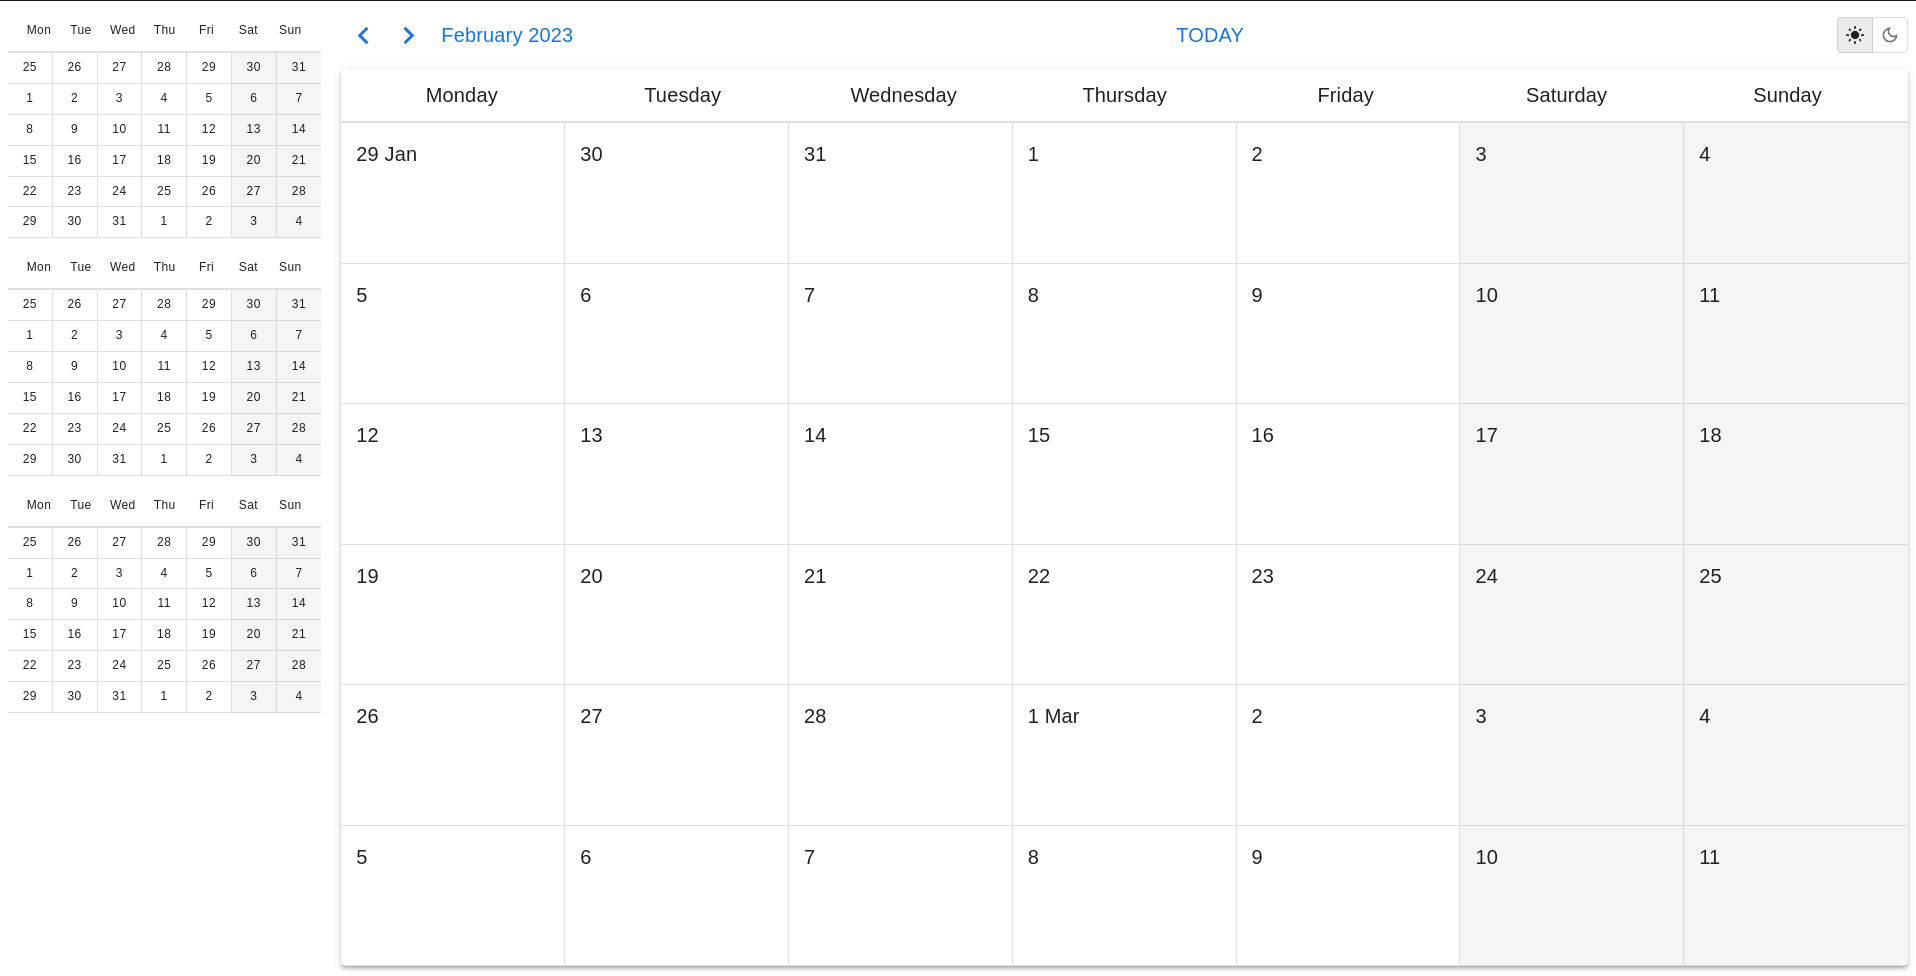 Mon Tue Wed Thu Fri Sat Sun
25 26 27 28 29 30 31
1 2 3 4 5 6 7
8 9 10 11 12 13 14
15 16 17 18 19 20 21
22 23 24 25 26 27 28
29 30 31 1 2 3 4
Mon Tue Wed Thu Fri Sat Sun
25 26 27 28 29 30 31
1 2 3 4 5 6 7
8 9 10 11 12 13 14
15 16 17 18 19 20 21
22 23 24 25 26 27 28
29 30 31 1 2 3 4
Mon Tue Wed Thu Fri Sat Sun
25 26 27 28 29 30 31
1 2 3 4 5 6 7
8 9 10 11 12 13 14
15 16 17 18 19 20 21
22 23 24 25 26 27 28
29 30 31 1 2 3 4
February 2023 TODAY
Monday Tuesday Wednesday Thursday Friday Saturday Sunday
29 Jan 30 31 1 2 3 4
5 6 7 8 9 10 11
12 13 14 15 16 17 18
19 20 21 22 23 24 25
26 27 28 1 Mar 2 3 4
5 6 7 8 9 10 11